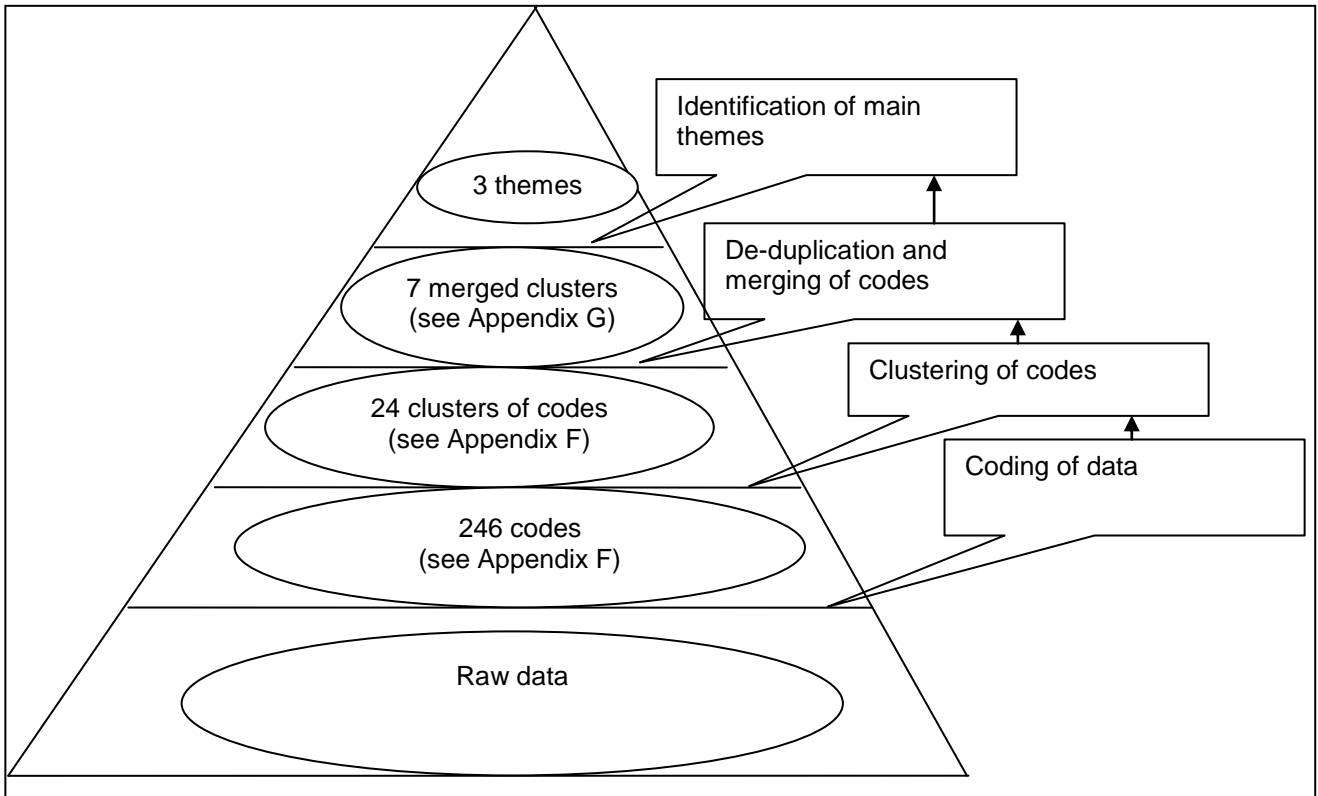 Identification of main
themes
3 themes
De-duplication and
merging of codes
7 merged clusters
(see Appendix G)
Clustering of codes
24 clusters of codes
(see Appendix F)
Coding of data
246 codes
(see Appendix F)
Raw data